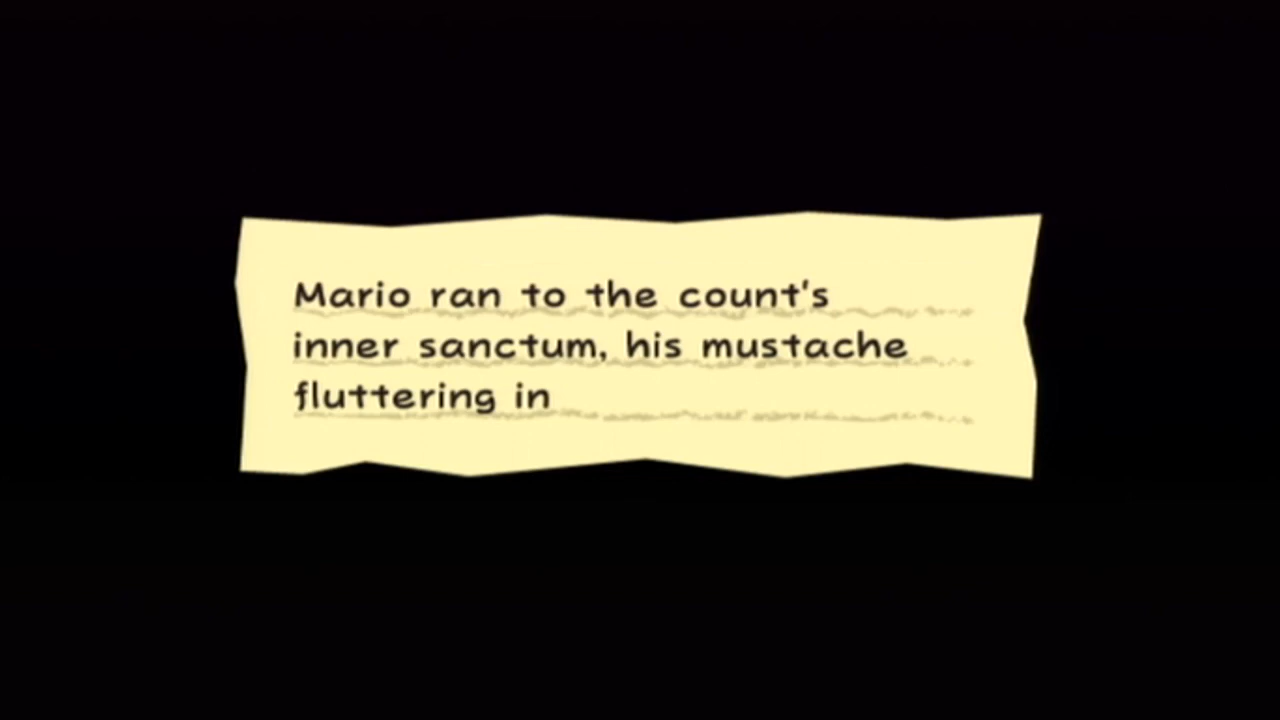 Mario ran to the count's
inner sanctum, his mustache
fluttering in